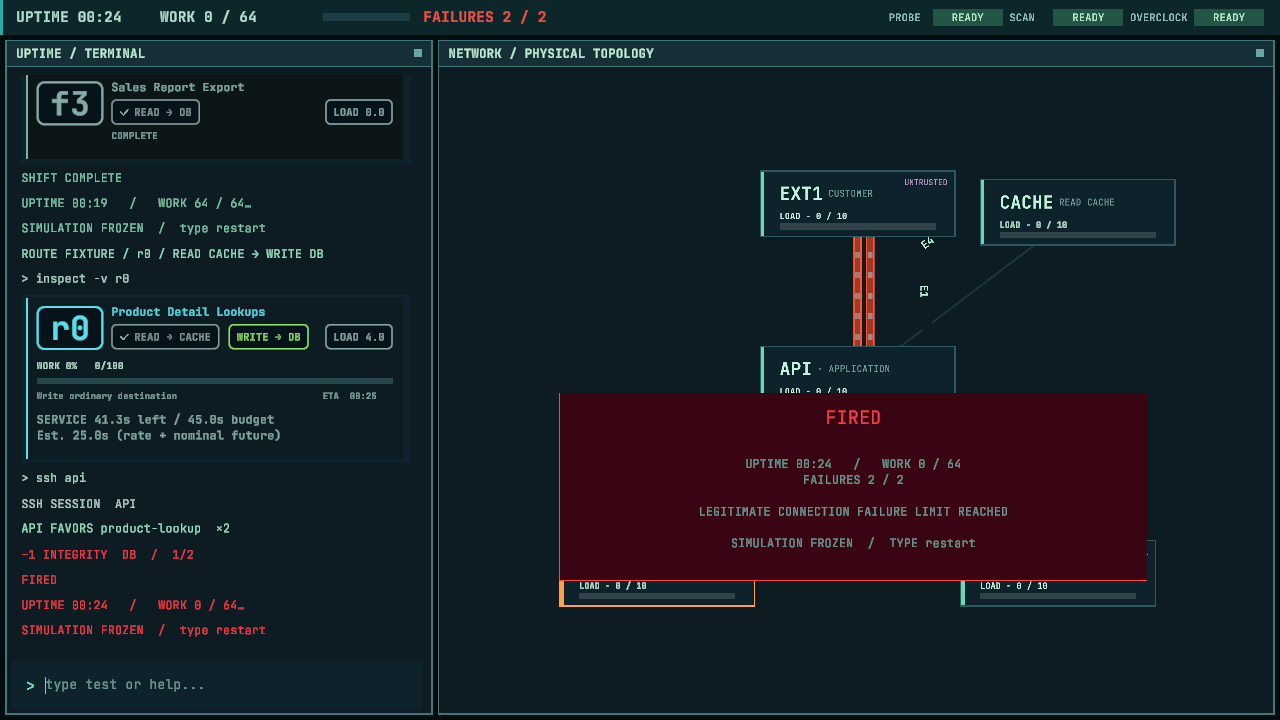 UPTIME 00:24 WORK 0 / 64 FAILURES 2 / 2 PROBE READY SCAN READY OVERCLOCK READY
UPTIME / TERMINAL
f3 Sales Report Export
✓ READ → DB LOAD 0.0
COMPLETE
SHIFT COMPLETE
UPTIME 00:19 / WORK 64 / 64…
SIMULATION FROZEN / type restart
ROUTE FIXTURE / r0 / READ CACHE → WRITE DB
> inspect -v r0
r0 Product Detail Lookups
✓ READ → CACHE WRITE → DB LOAD 4.0
WORK 0% 0/100
Write ordinary destination ETA 00:25
SERVICE 41.3s left / 45.0s budget
Est. 25.0s (rate + nominal future)
> ssh api
SSH SESSION API
API FAVORS product-lookup ×2
−1 INTEGRITY DB / 1/2
FIRED
UPTIME 00:24 / WORK 0 / 64…
SIMULATION FROZEN / type restart
> type test or help...
NETWORK / PHYSICAL TOPOLOGY
UNTRUSTED
EXT1 CUSTOMER
LOAD - 0 / 10
CACHE READ CACHE
LOAD - 0 / 10
E4
E1
API · APPLICATION
LOAD - 0 / 10
FIRED
UPTIME 00:24 / WORK 0 / 64
FAILURES 2 / 2
LEGITIMATE CONNECTION FAILURE LIMIT REACHED
SIMULATION FROZEN / TYPE restart
LOAD - 0 / 10
LOAD - 0 / 10